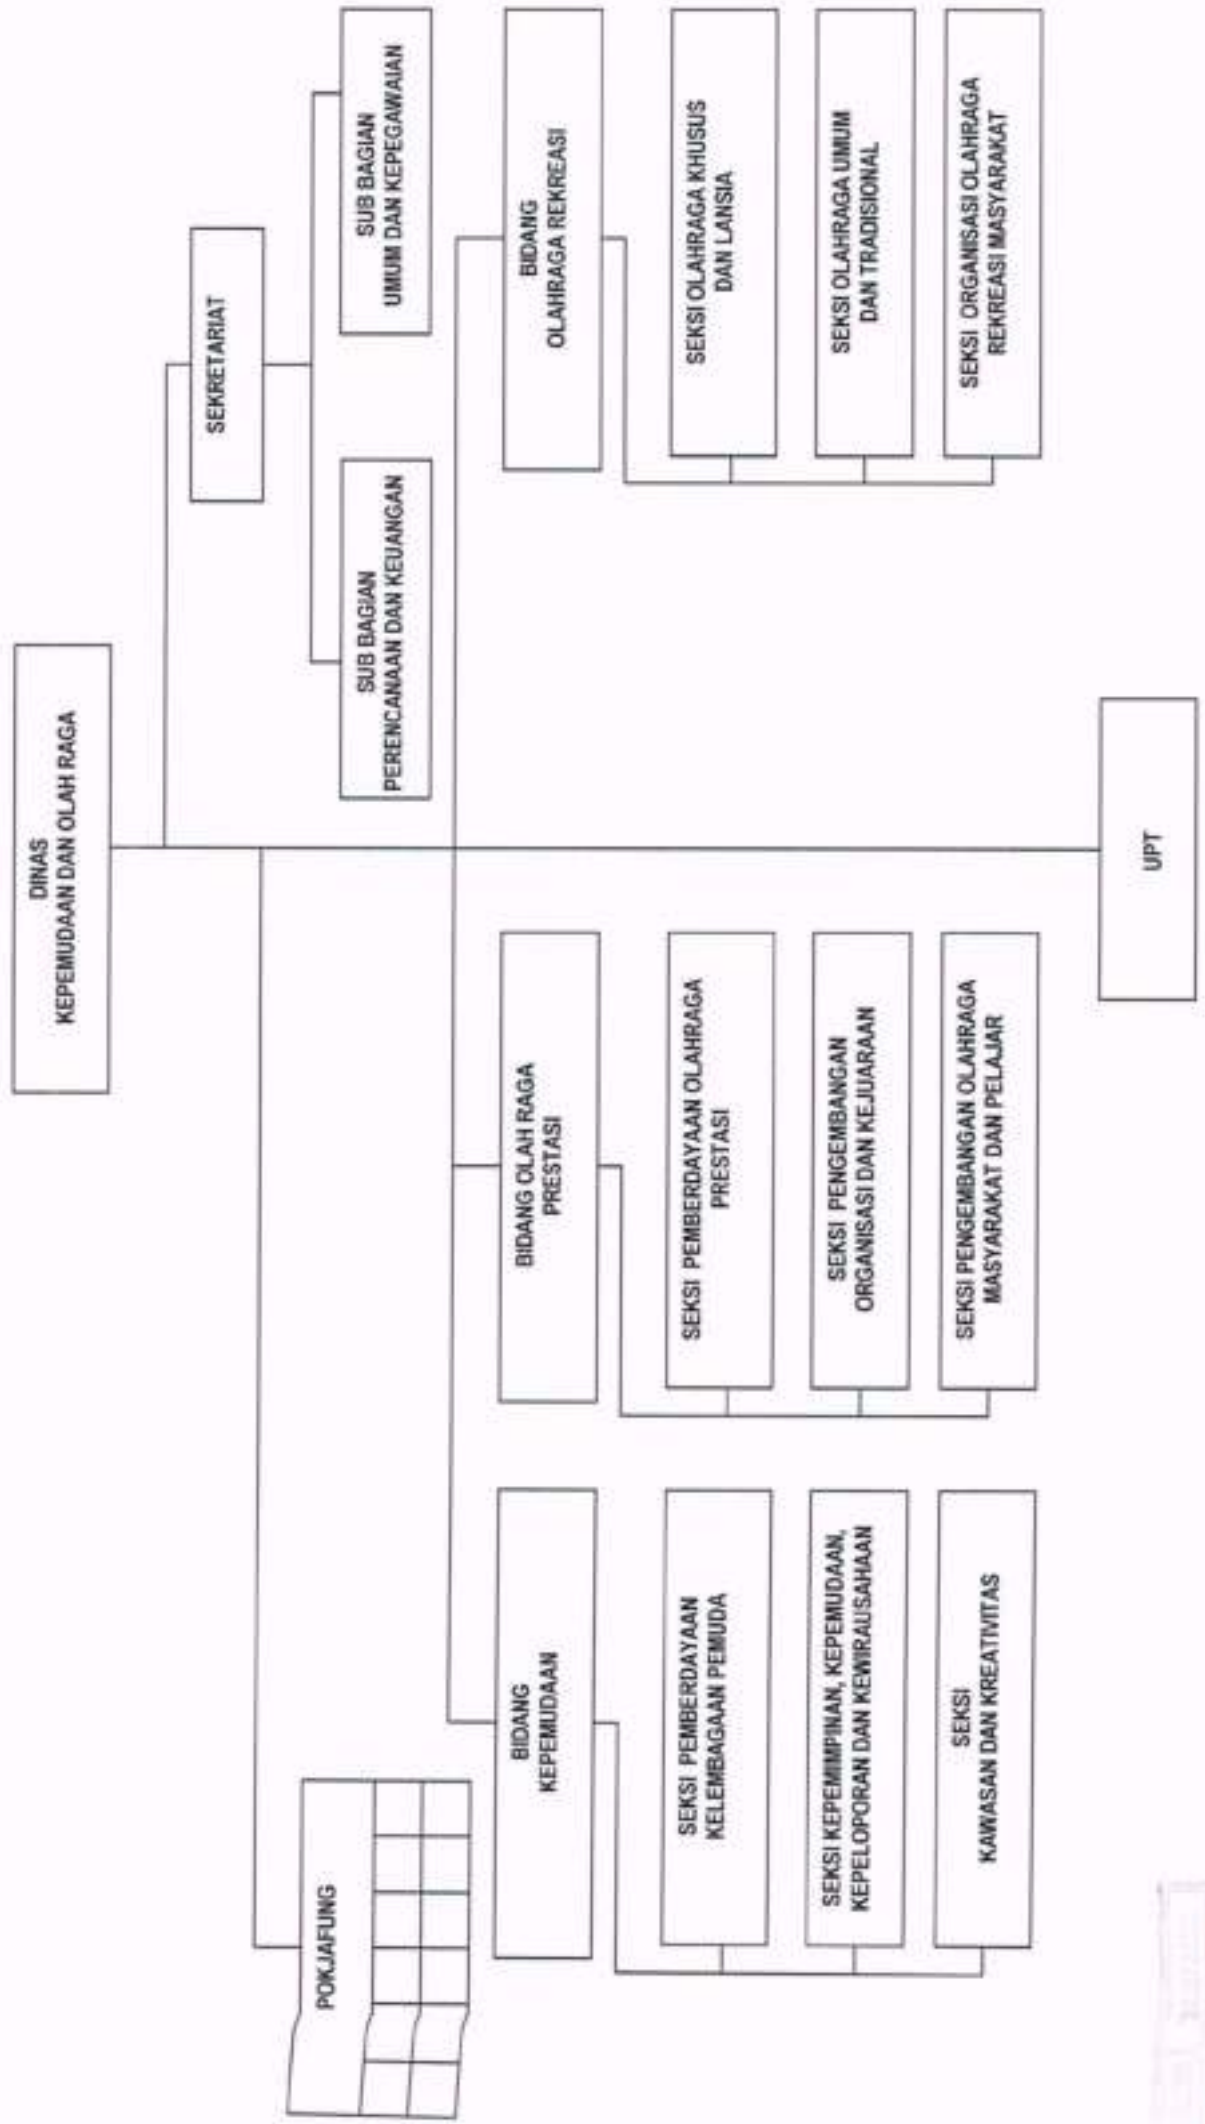 DINAS
KEPEMUDAAN DAN OLAH RAGA
SEKRETARIAT
SUB BAGIAN
PERENCANAAN DAN KEUANGAN
SUB BAGIAN
UMUM DAN KEPEGAWAIAN
POKJAFUNG
BIDANG
KEPEMUDAAN
SEKSI PEMBERDAYAAN
KELEMBAGAAN PEMUDA
SEKSI KEPEMIMPINAN, KEPEMUDAAN,
KEPELOPORAN DAN KEWIRAUSAHAAN
SEKSI
KAWASAN DAN KREATIVITAS
BIDANG OLAH RAGA
PRESTASI
SEKSI PEMBERDAYAAN OLAHRAGA
PRESTASI
SEKSI PENGEMBANGAN
ORGANISASI DAN KEJUARAAN
SEKSI PENGEMBANGAN OLAHRAGA
MASYARAKAT DAN PELAJAR
BIDANG
OLAHRAGA REKREASI
SEKSI OLAHRAGA KHUSUS
DAN LANSIA
SEKSI OLAHRAGA UMUM
DAN TRADISIONAL
SEKSI ORGANISASI OLAHRAGA
REKREASI MASYARAKAT
UPT